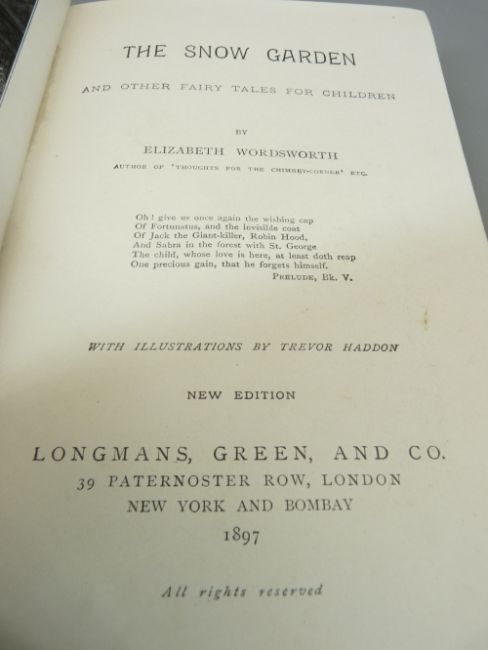 THE SNOW GARDEN
AND OTHER FAIRY TALES FOR CHILDREN
BY
ELIZABETH WORDSWORTH
AUTHOR OF 'THOUGHTS FOR THE CHIMNEY-CORNER' ETC.
Oh! give us once again the wishing cap
Of Fortunatus, and the invisible coat
Of Jack the Giant-killer, Robin Hood,
And Sabra in the forest with St. George
The child, whose love is here, at least doth reap
One precious gain, that he forgets himself.
PRELUDE, Bk. V.
WITH ILLUSTRATIONS BY TREVOR HADDON
NEW EDITION
LONGMANS, GREEN, AND CO.
39 PATERNOSTER ROW, LONDON
NEW YORK AND BOMBAY
1897
All rights reserved